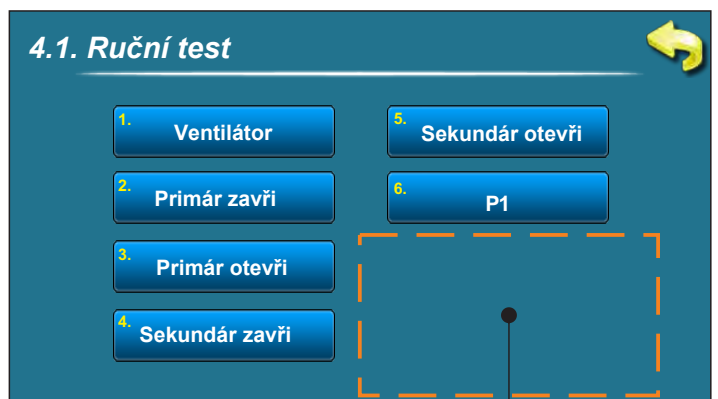 4.1. Ruční test
1. Ventilátor
2. Primár zavři
3. Primár otevři
4. Sekundár zavři
5. Sekundár otevři
6. P1